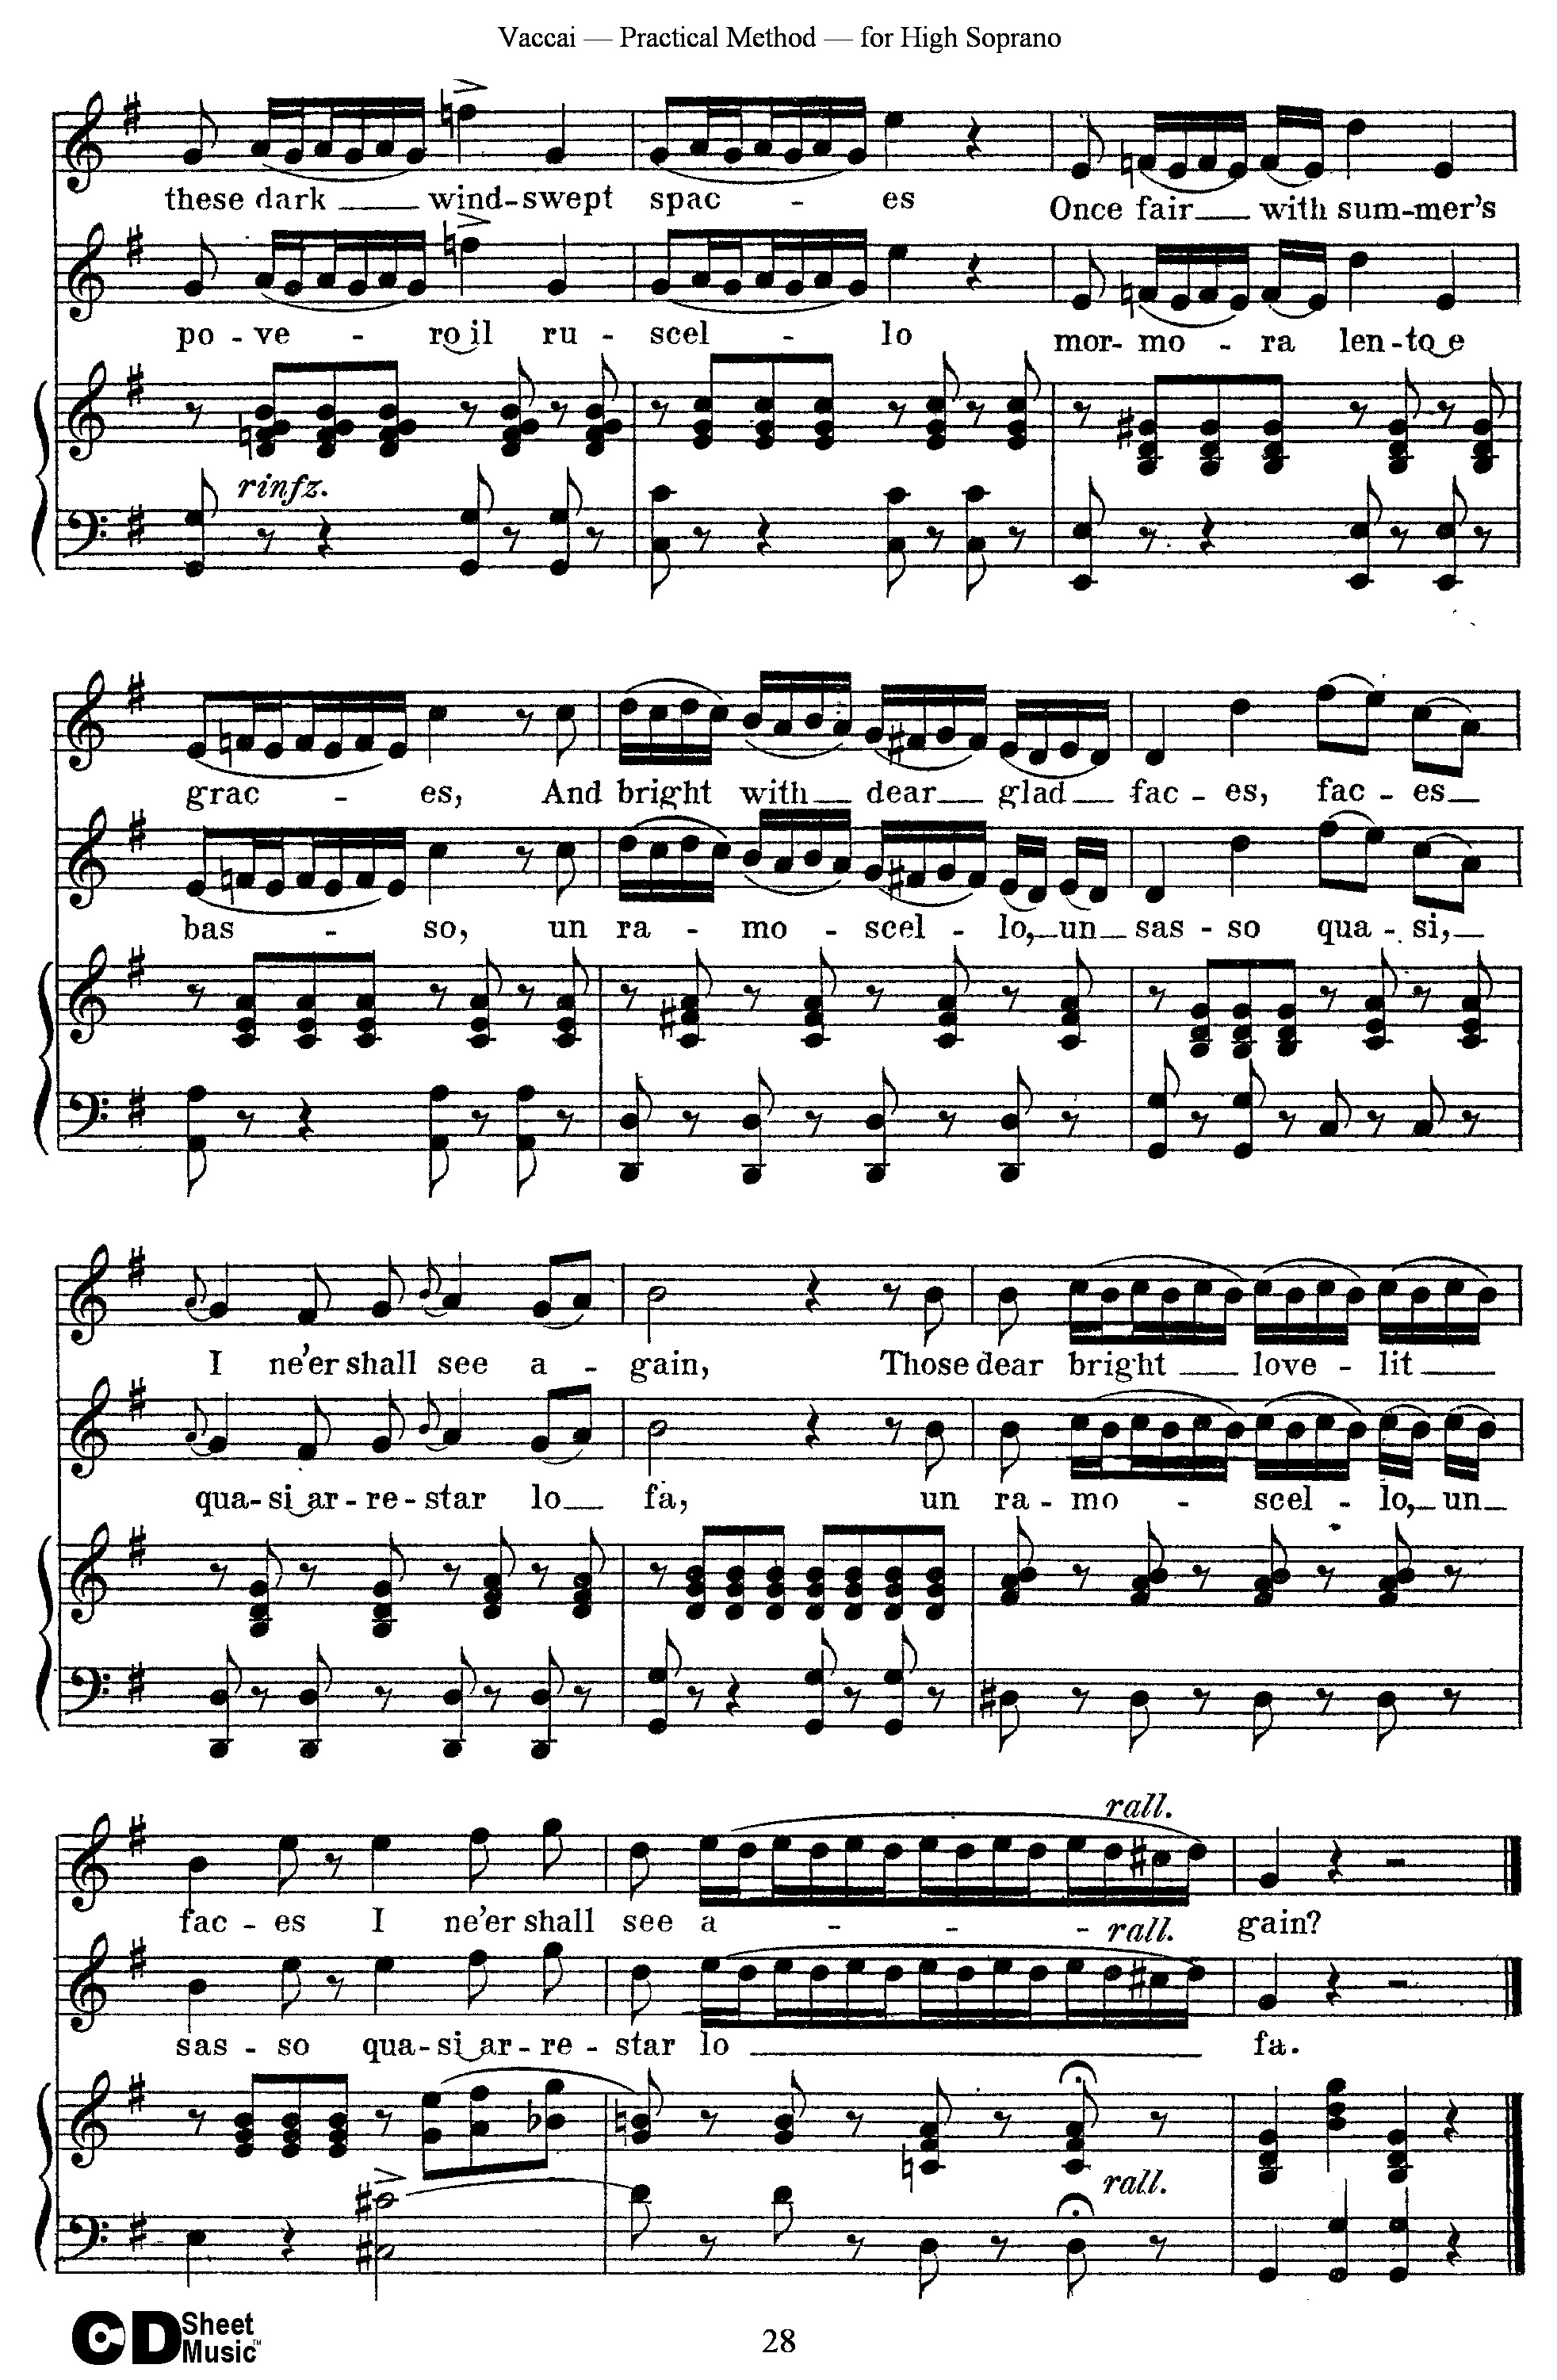 Vaccai — Practical Method — for High Soprano
these dark wind-swept spac - es Once fair with sum-mer's
po - ve - ro il ru - scel - lo mor- mo - ra len-to e
rinfz.
grac - es, And bright with dear glad fac - es, fac - es
bas - so, un ra - mo - scel - lo, un sas - so qua - si,
I ne'er shall see a - gain, Those dear bright love - lit
qua-si ar-re-star lo fa, un ra - mo - scel - lo, un
rall.
fac - es I ne'er shall see a - - - gain?
rall.
sas - so qua-si ar-re - star lo fa.
rall.
CD Sheet Music™
28